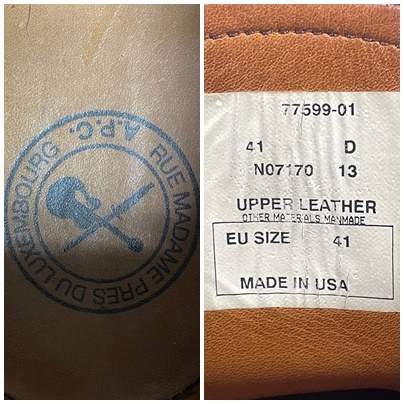 A.P.C. RUE MADAME PRES DU LUXEMBOURG
77599-01
41 D
N07170 13
UPPER LEATHER
OTHER MATERIALS MANMADE
EU SIZE 41
MADE IN USA